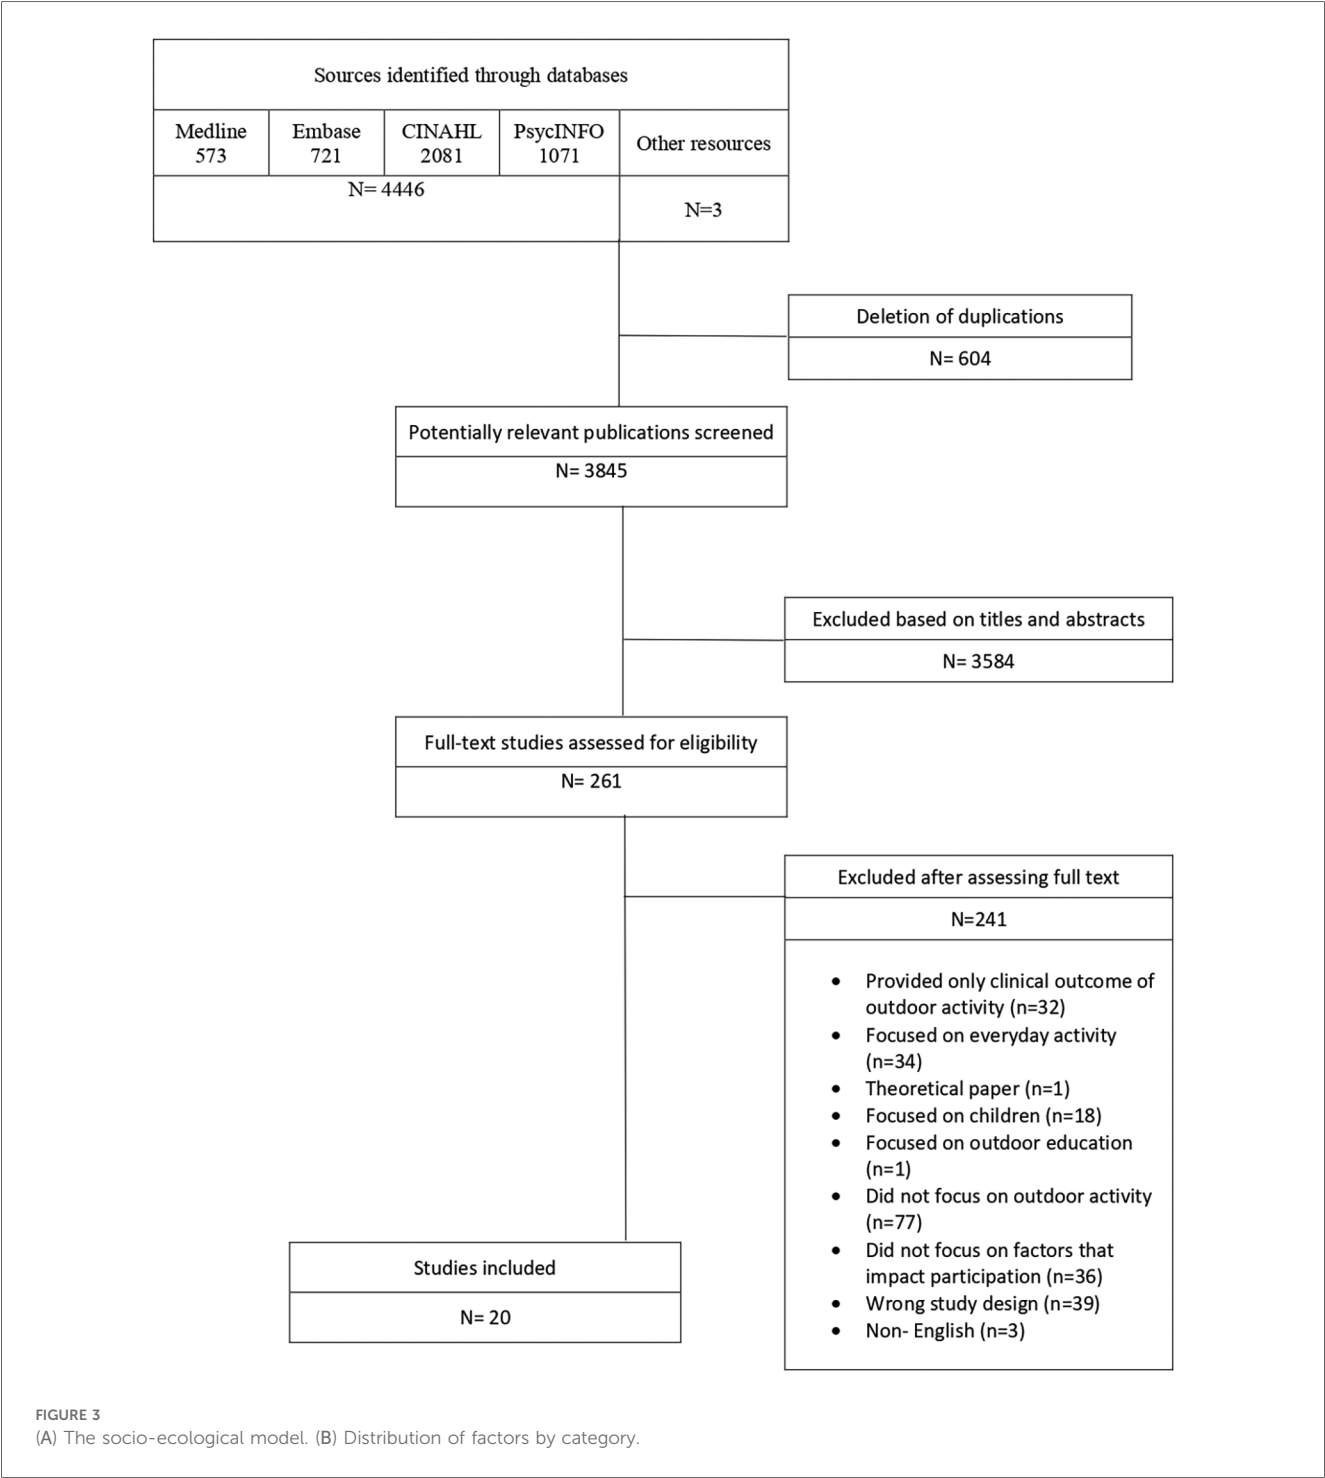 Sources identified through databases
Medline
573
Embase
721
CINAHL
2081
PsycINFO
1071
Other resources
N= 4446
N=3
Deletion of duplications
N= 604
Potentially relevant publications screened
N= 3845
Excluded based on titles and abstracts
N= 3584
Full-text studies assessed for eligibility
N= 261
Excluded after assessing full text
N=241
• Provided only clinical outcome of
outdoor activity (n=32)
• Focused on everyday activity
(n=34)
• Theoretical paper (n=1)
• Focused on children (n=18)
• Focused on outdoor education
(n=1)
• Did not focus on outdoor activity
(n=77)
• Did not focus on factors that
impact participation (n=36)
• Wrong study design (n=39)
• Non- English (n=3)
Studies included
N= 20
FIGURE 3
(A) The socio-ecological model. (B) Distribution of factors by category.